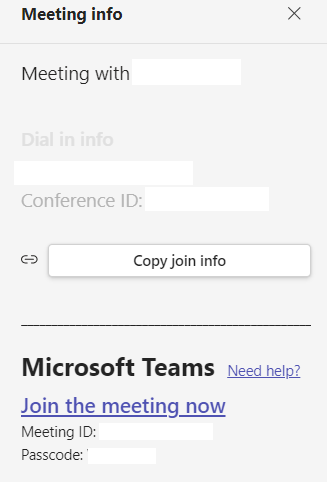 Meeting info
Meeting with
Dial in info
Conference ID:
Copy join info
Microsoft Teams Need help?
Join the meeting now
Meeting ID:
Passcode: